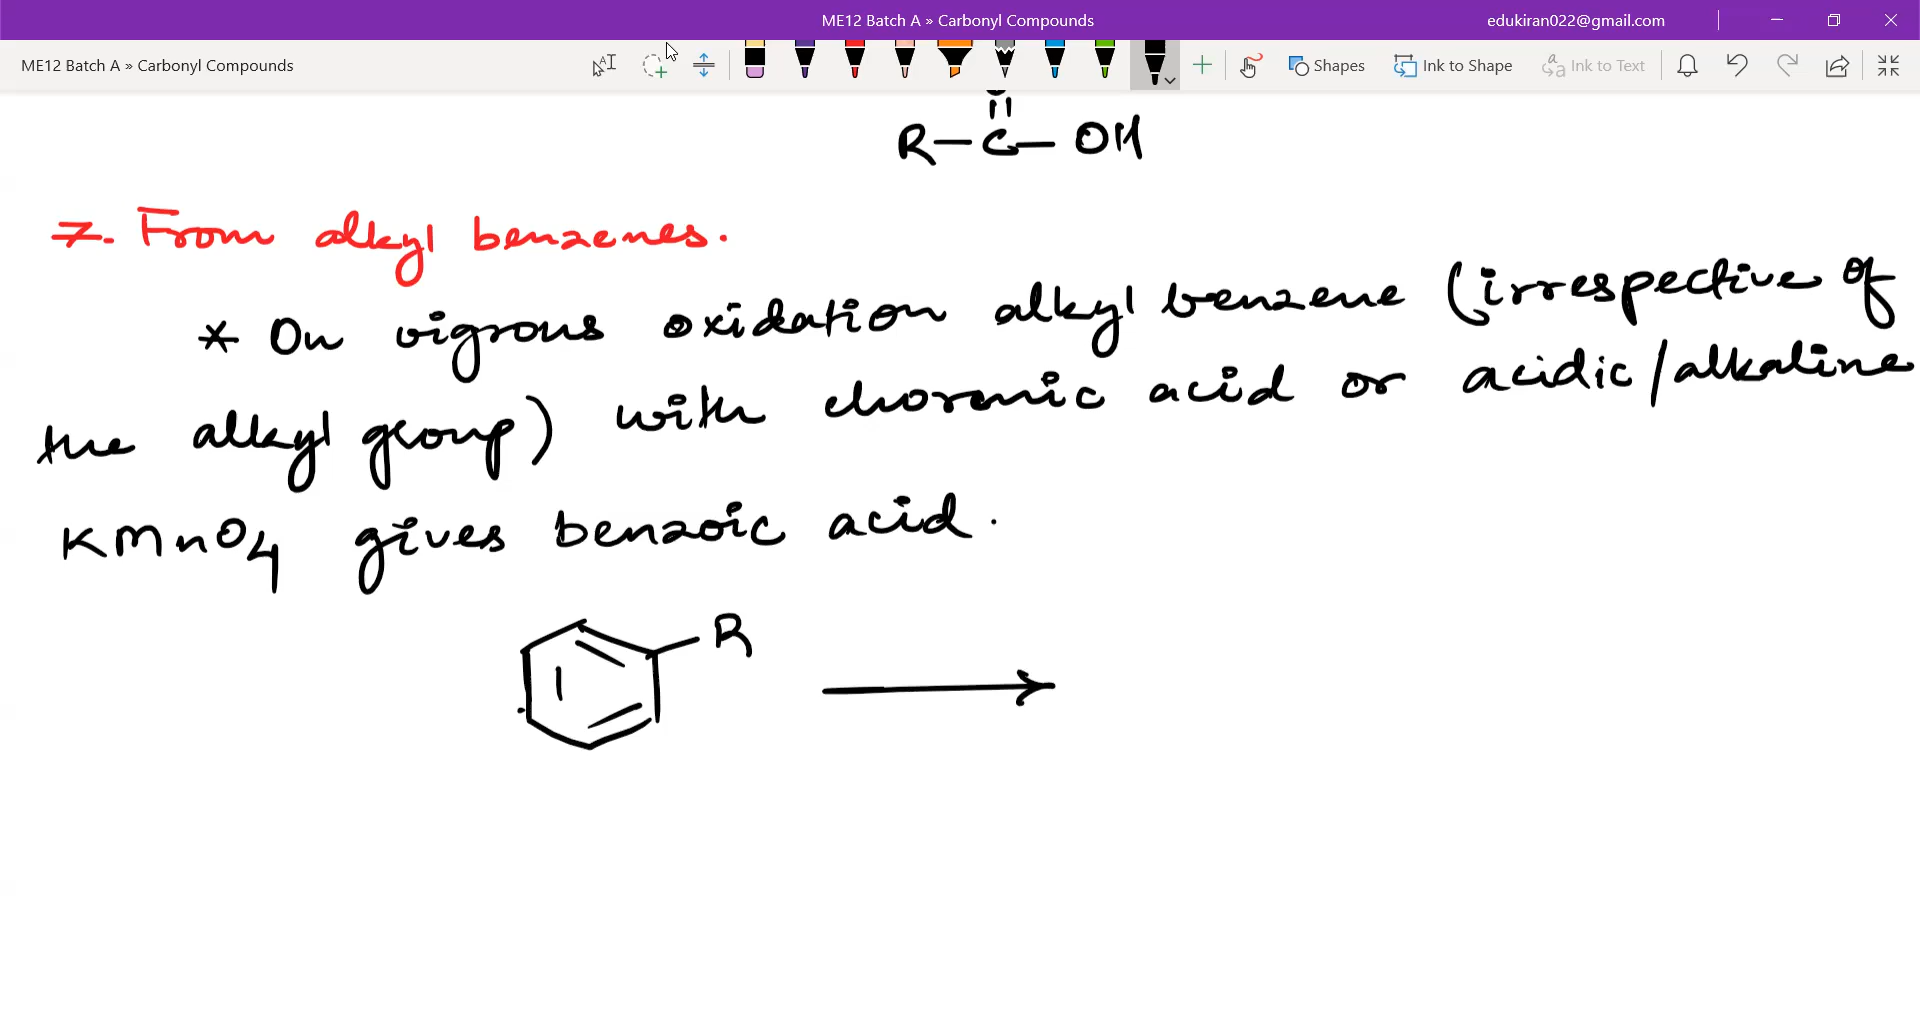 ME12 Batch A » Carbonyl Compounds
edukiran022@gmail.com
ME12 Batch A » Carbonyl Compounds
Shapes
Ink to Shape
Ink to Text
R-C-OH
7. From alkyl benzenes.
* On vigrous oxidation alkyl benzene (irrespective of
the alkyl group) with chormic acid or acidic/alkaline
KMnO4 gives benzoic acid.
R